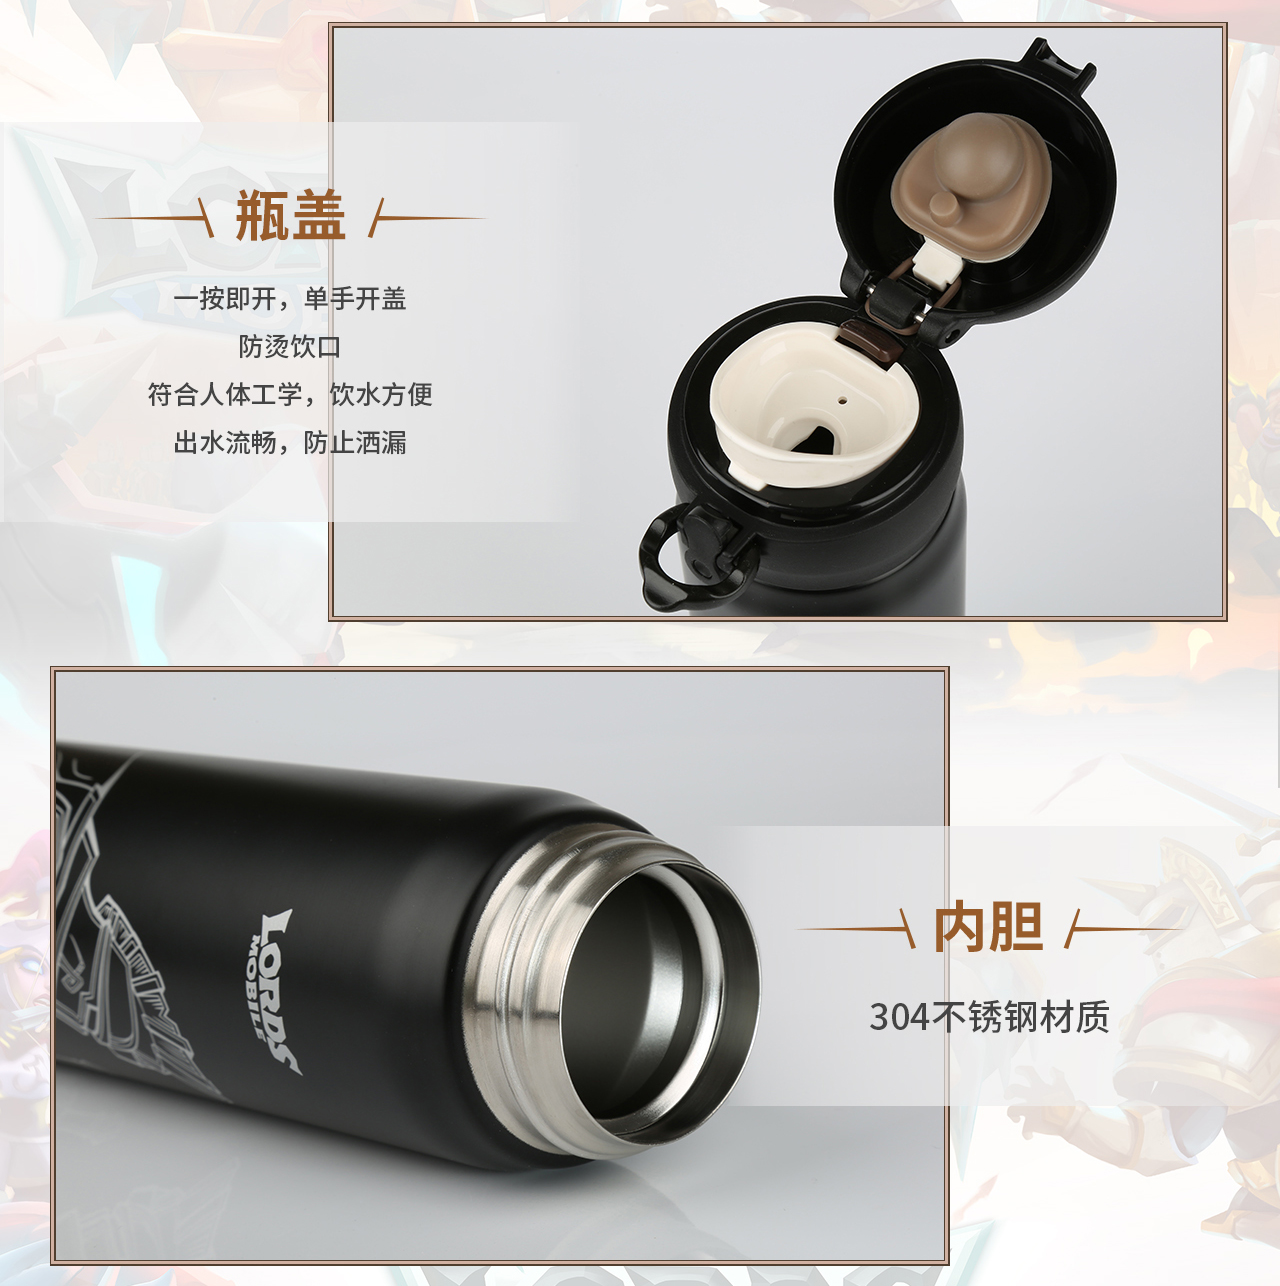 瓶盖
一按即开，单手开盖
防烫饮口
符合人体工学，饮水方便
出水流畅，防止洒漏
LORDS
MOBILE
内胆
304不锈钢材质